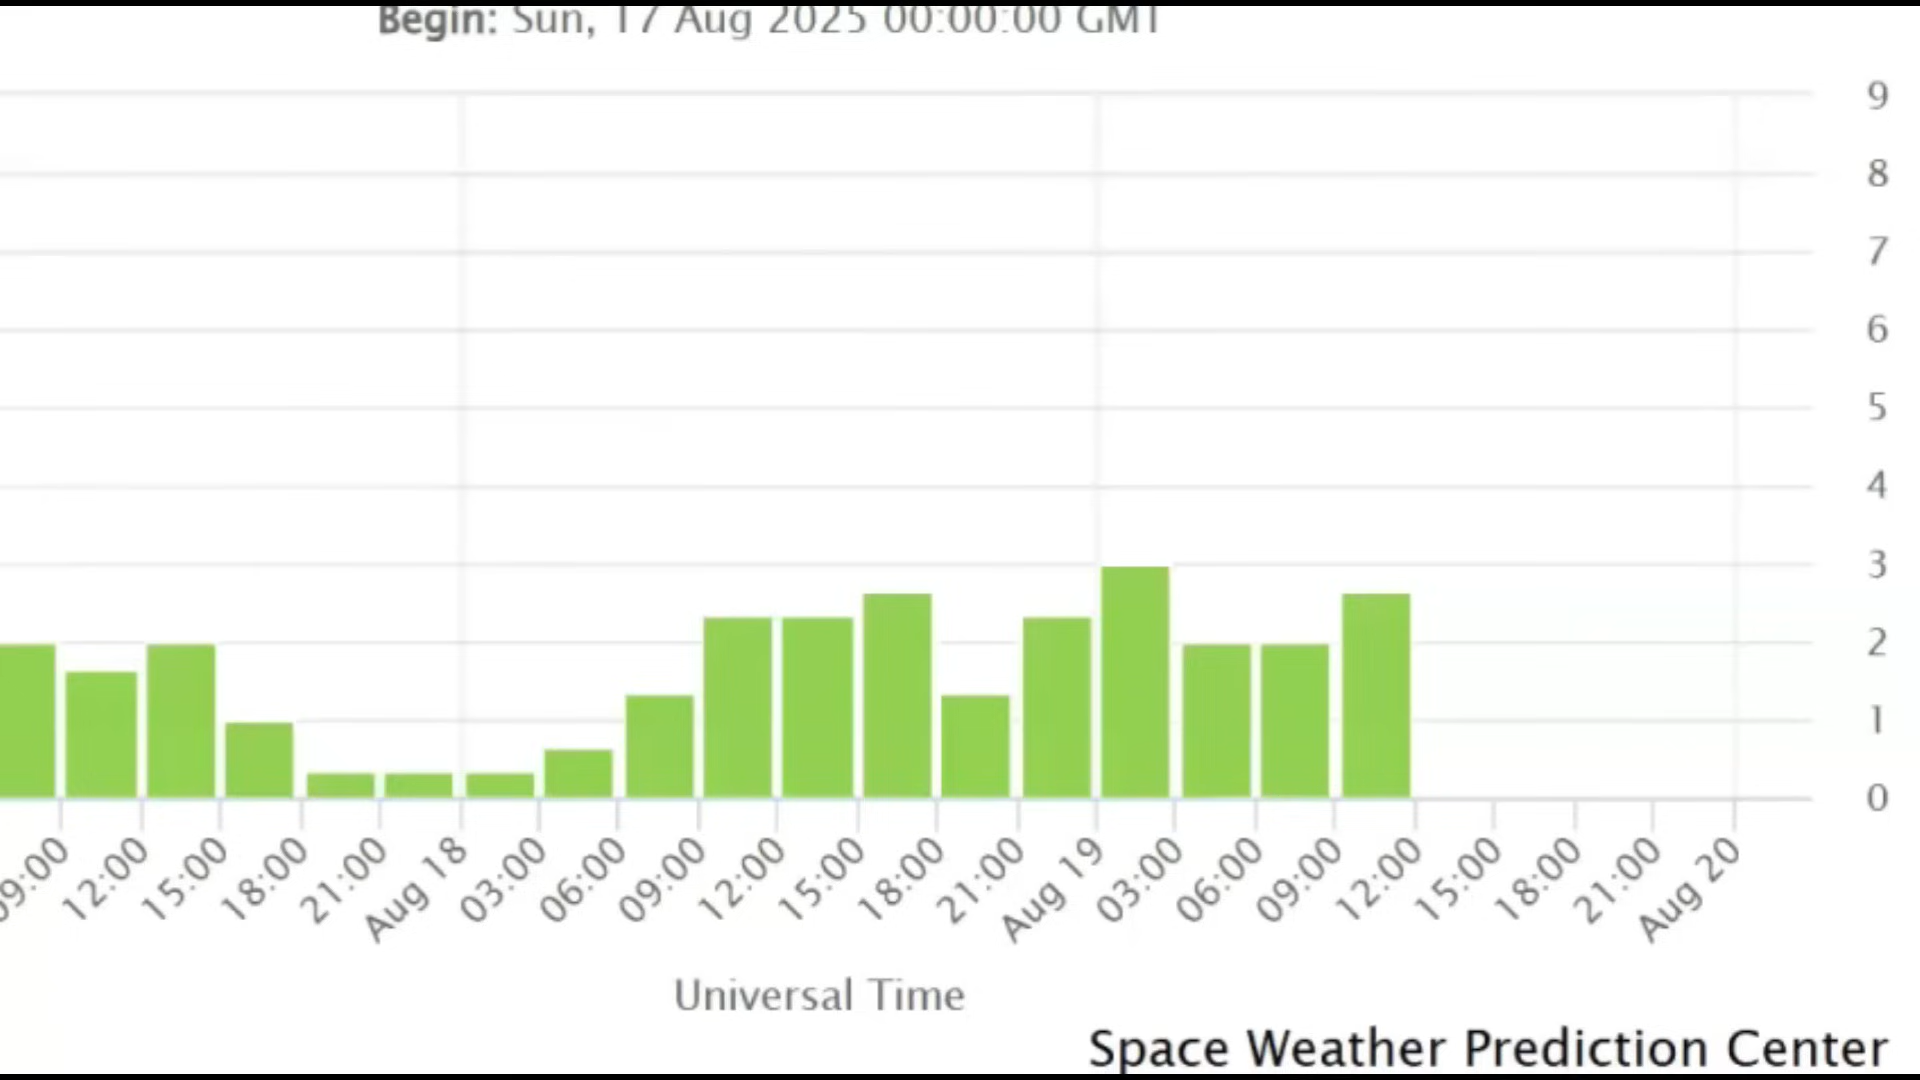 Begin: Sun, 17 Aug 2025 00:00:00 GMT
9
8
7
6
5
4
3
2
1
0
09:00 12:00 15:00 18:00 21:00 Aug 18 03:00 06:00 09:00 12:00 15:00 18:00 21:00 Aug 19 03:00 06:00 09:00 12:00 15:00 18:00 21:00 Aug 20
Universal Time
Space Weather Prediction Center